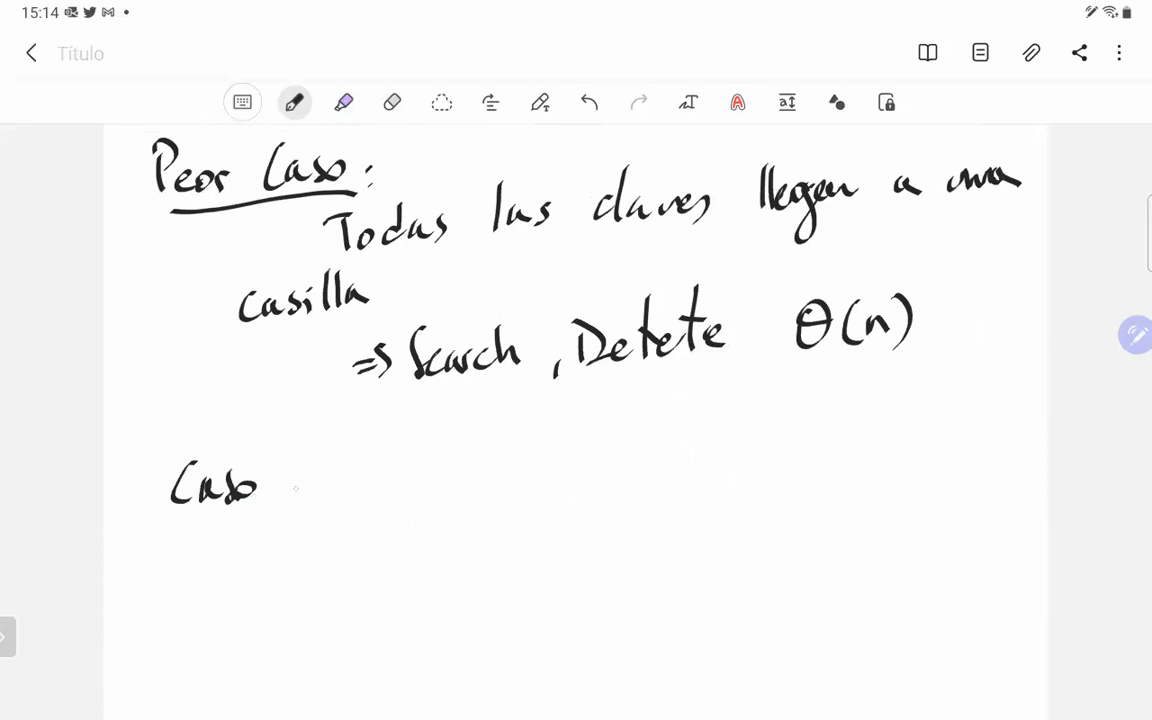 15:14
Título
Peor Caso:
Todas las claves llegan a una
casilla
⇒ Search, Detete θ(n)
Caso